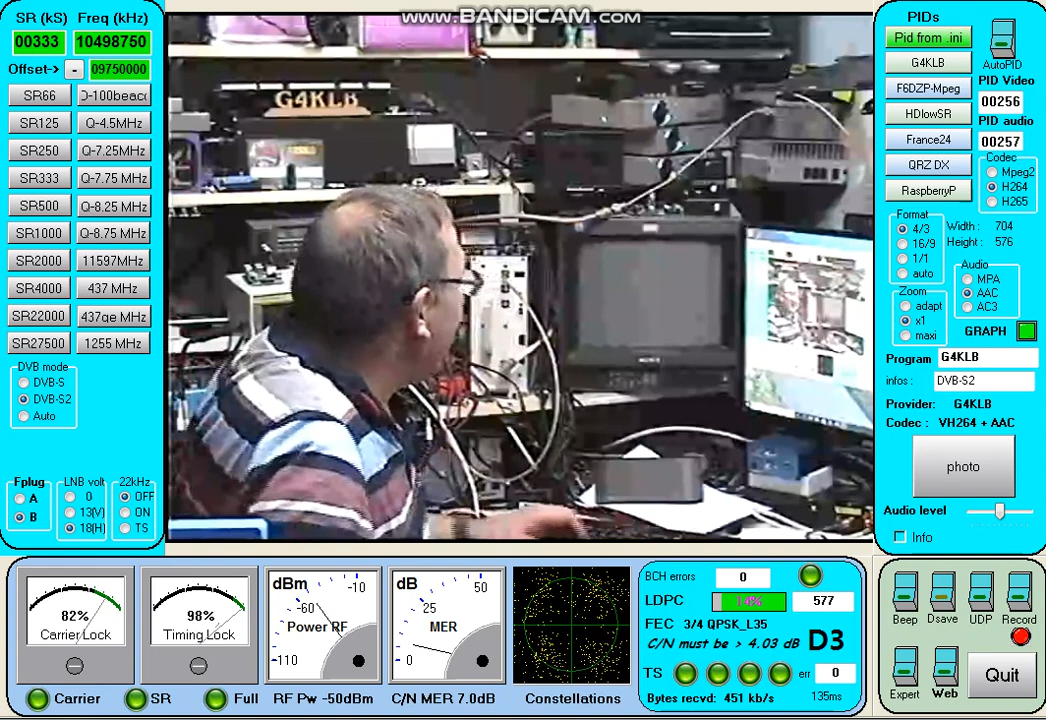 www.BANDICAM.com
SR (kS) Freq (kHz)
00333 10498750
Offset-> - 09750000
SR66
SR125 Q-4.5MHz
SR250 Q-7.25MHz
SR333 Q-7.75 MHz
SR500 Q-8.25 MHz
SR1000 Q-8.75 MHz
SR2000 11597MHz
SR4000 437 MHz
SR22000 437qe MHz
SR27500 1255 MHz
DVB mode
DVB-S
DVB-S2
Auto
Fplug
A
B
LNB volt
0
13(V)
18(H)
22kHz
OFF
ON
TS
G4KLB
SONY
PIDs
Pid from .ini
G4KLB
F6DZP-Mpeg
HDlowSR
France24
QRZ DX
RaspberryP
AutoPID
PID Video
00256
PID audio
00257
Codec
Mpeg2
H264
H265
Format
4/3
16/9
1/1
auto
Width : 704
Height : 576
Audio
MPA
AAC
AC3
Zoom
adapt
x1
maxi
GRAPH
Program G4KLB
infos : DVB-S2
Provider: G4KLB
Codec : VH264 + AAC
photo
Audio level
Info
82%
Carrier Lock
98%
Timing Lock
dBm
-10
-60
Power RF
-110
dB
50
25
MER
0
Carrier SR Full RF Pw -50dBm C/N MER 7.0dB Constellations
BCH errors 0
LDPC 14% 577
FEC 3/4 QPSK_L35
C/N must be > 4.03 dB D3
TS err 0
Bytes recvd: 451 kb/s 135ms
Beep Dsave UDP Record
Expert Web Quit